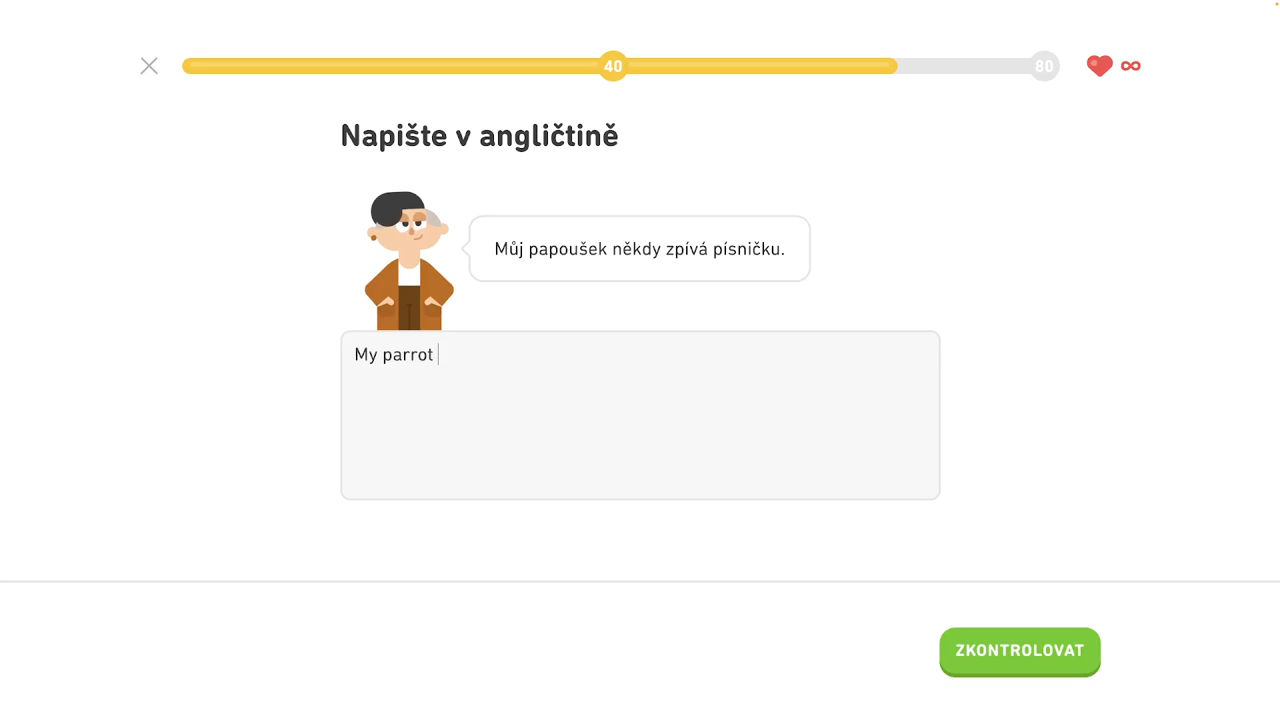 40
80
∞
Napište v angličtině
Můj papoušek někdy zpívá písničku.
My parrot
ZKONTROLOVAT